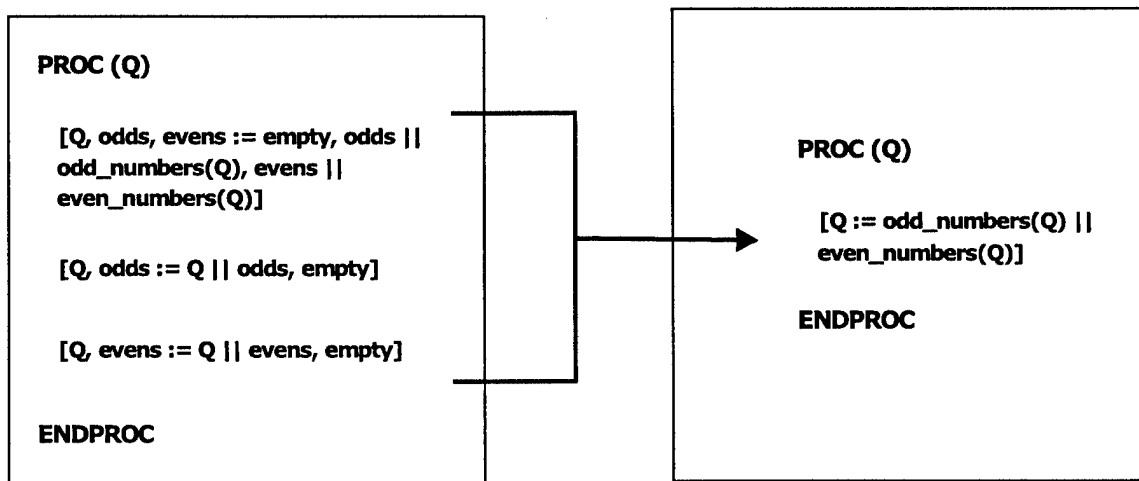 PROC (Q)
[Q, odds, evens := empty, odds ||
odd_numbers(Q), evens ||
even_numbers(Q)]
[Q, odds := Q || odds, empty]
[Q, evens := Q || evens, empty]
ENDPROC
PROC (Q)
[Q := odd_numbers(Q) ||
even_numbers(Q)]
ENDPROC